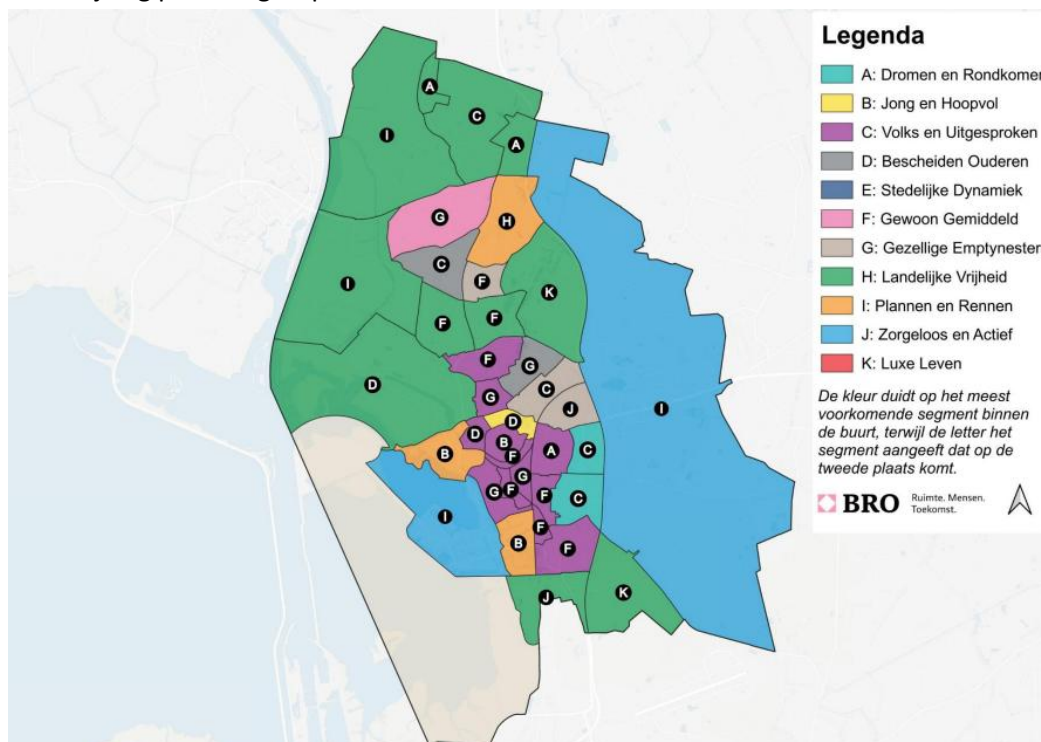 A
C
I
A
G
H
C
F
I
K
F
F
F
G
D
C
G
J
I
D
D
B
A
C
B
F
G
G
F
F
C
I
F
B
F
J
K
Legenda
A: Dromen en Rondkomen
B: Jong en Hoopvol
C: Volks en Uitgesproken
D: Bescheiden Ouderen
E: Stedelijke Dynamiek
F: Gewoon Gemiddeld
G: Gezellige Emptynester
H: Landelijke Vrijheid
I: Plannen en Rennen
J: Zorgeloos en Actief
K: Luxe Leven
De kleur duidt op het meest
voorkomende segment binnen
de buurt, terwijl de letter het
segment aangeeft dat op de
tweede plaats komt.
BRO Ruimte. Mensen.
Toekomst.